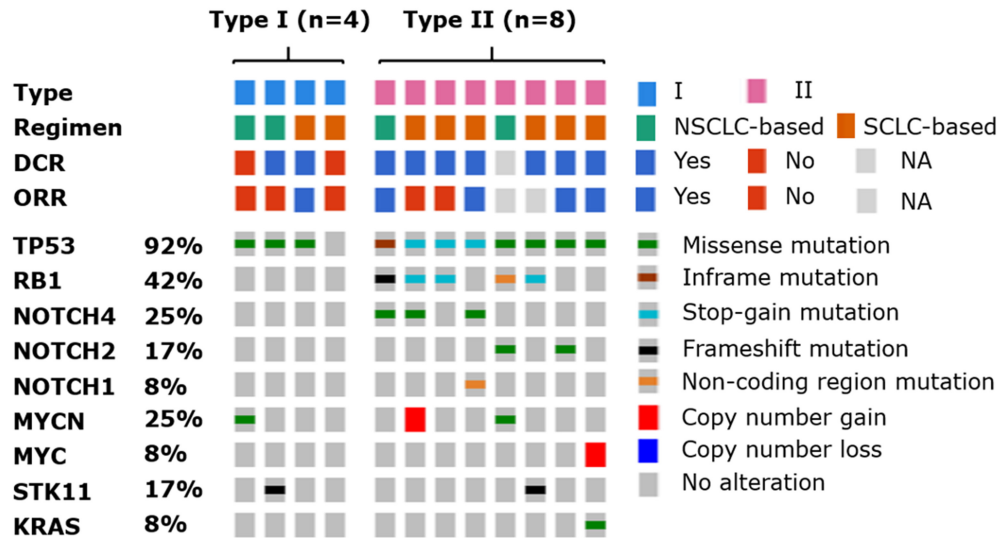 Type I (n=4) Type II (n=8)
Type I II
Regimen NSCLC-based SCLC-based
DCR Yes No NA
ORR Yes No NA
TP53 92% Missense mutation
RB1 42% Inframe mutation
NOTCH4 25% Stop-gain mutation
NOTCH2 17% Frameshift mutation
NOTCH1 8% Non-coding region mutation
MYCN 25% Copy number gain
MYC 8% Copy number loss
STK11 17% No alteration
KRAS 8%